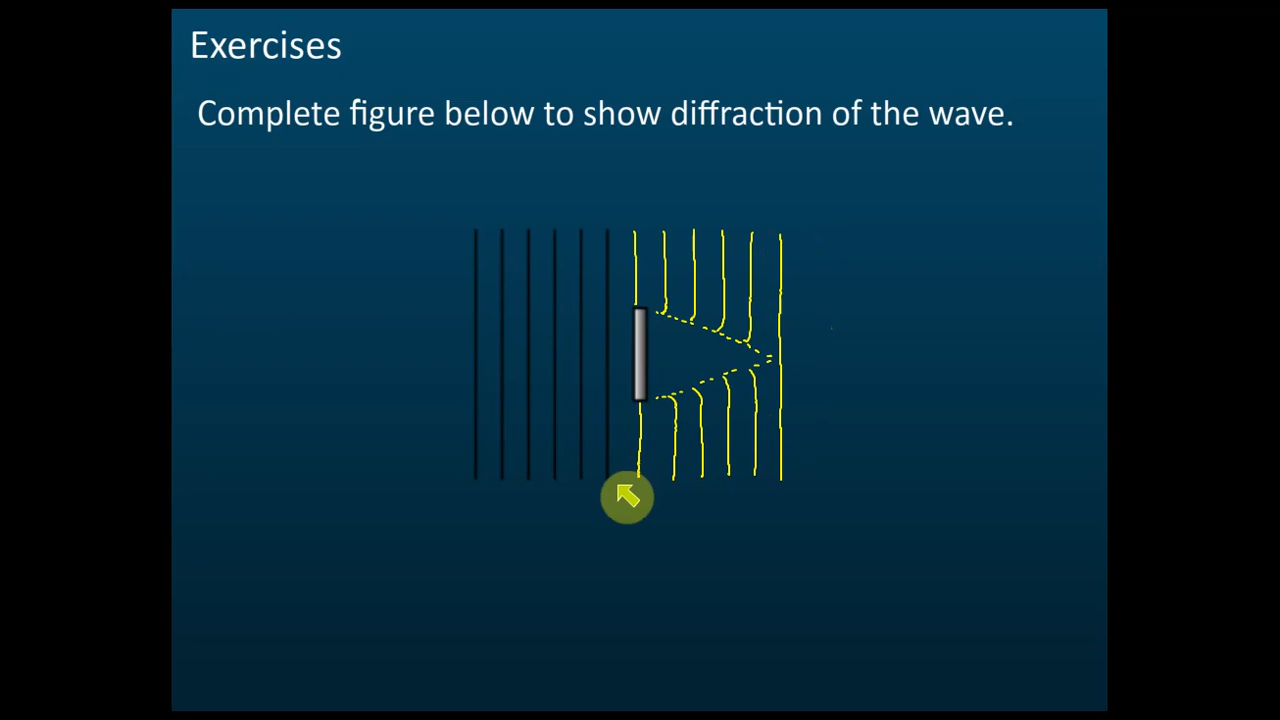 Exercises
Complete figure below to show diffraction of the wave.